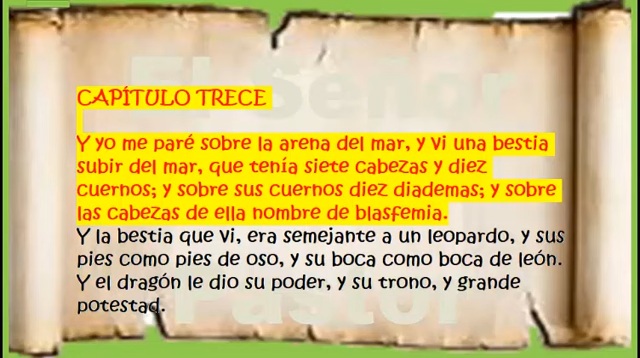 El Señor
CAPÍTULO TRECE
Y yo me paré sobre la arena del mar, y vi una bestia
subir del mar, que tenía siete cabezas y diez
cuernos; y sobre sus cuernos diez diademas; y sobre
las cabezas de ella nombre de blasfemia.
Y la bestia que vi, era semejante a un leopardo, y sus
pies como pies de oso, y su boca como boca de león.
Y el dragón le dio su poder, y su trono, y grande
potestad.
Pastor